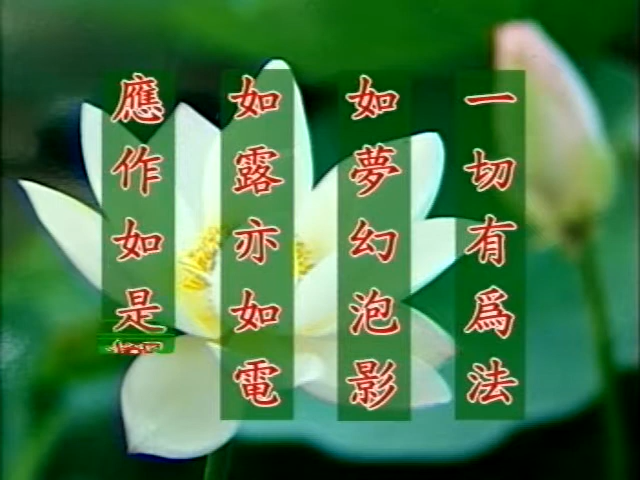 一切有爲法
如夢幻泡影
如露亦如電
應作如是